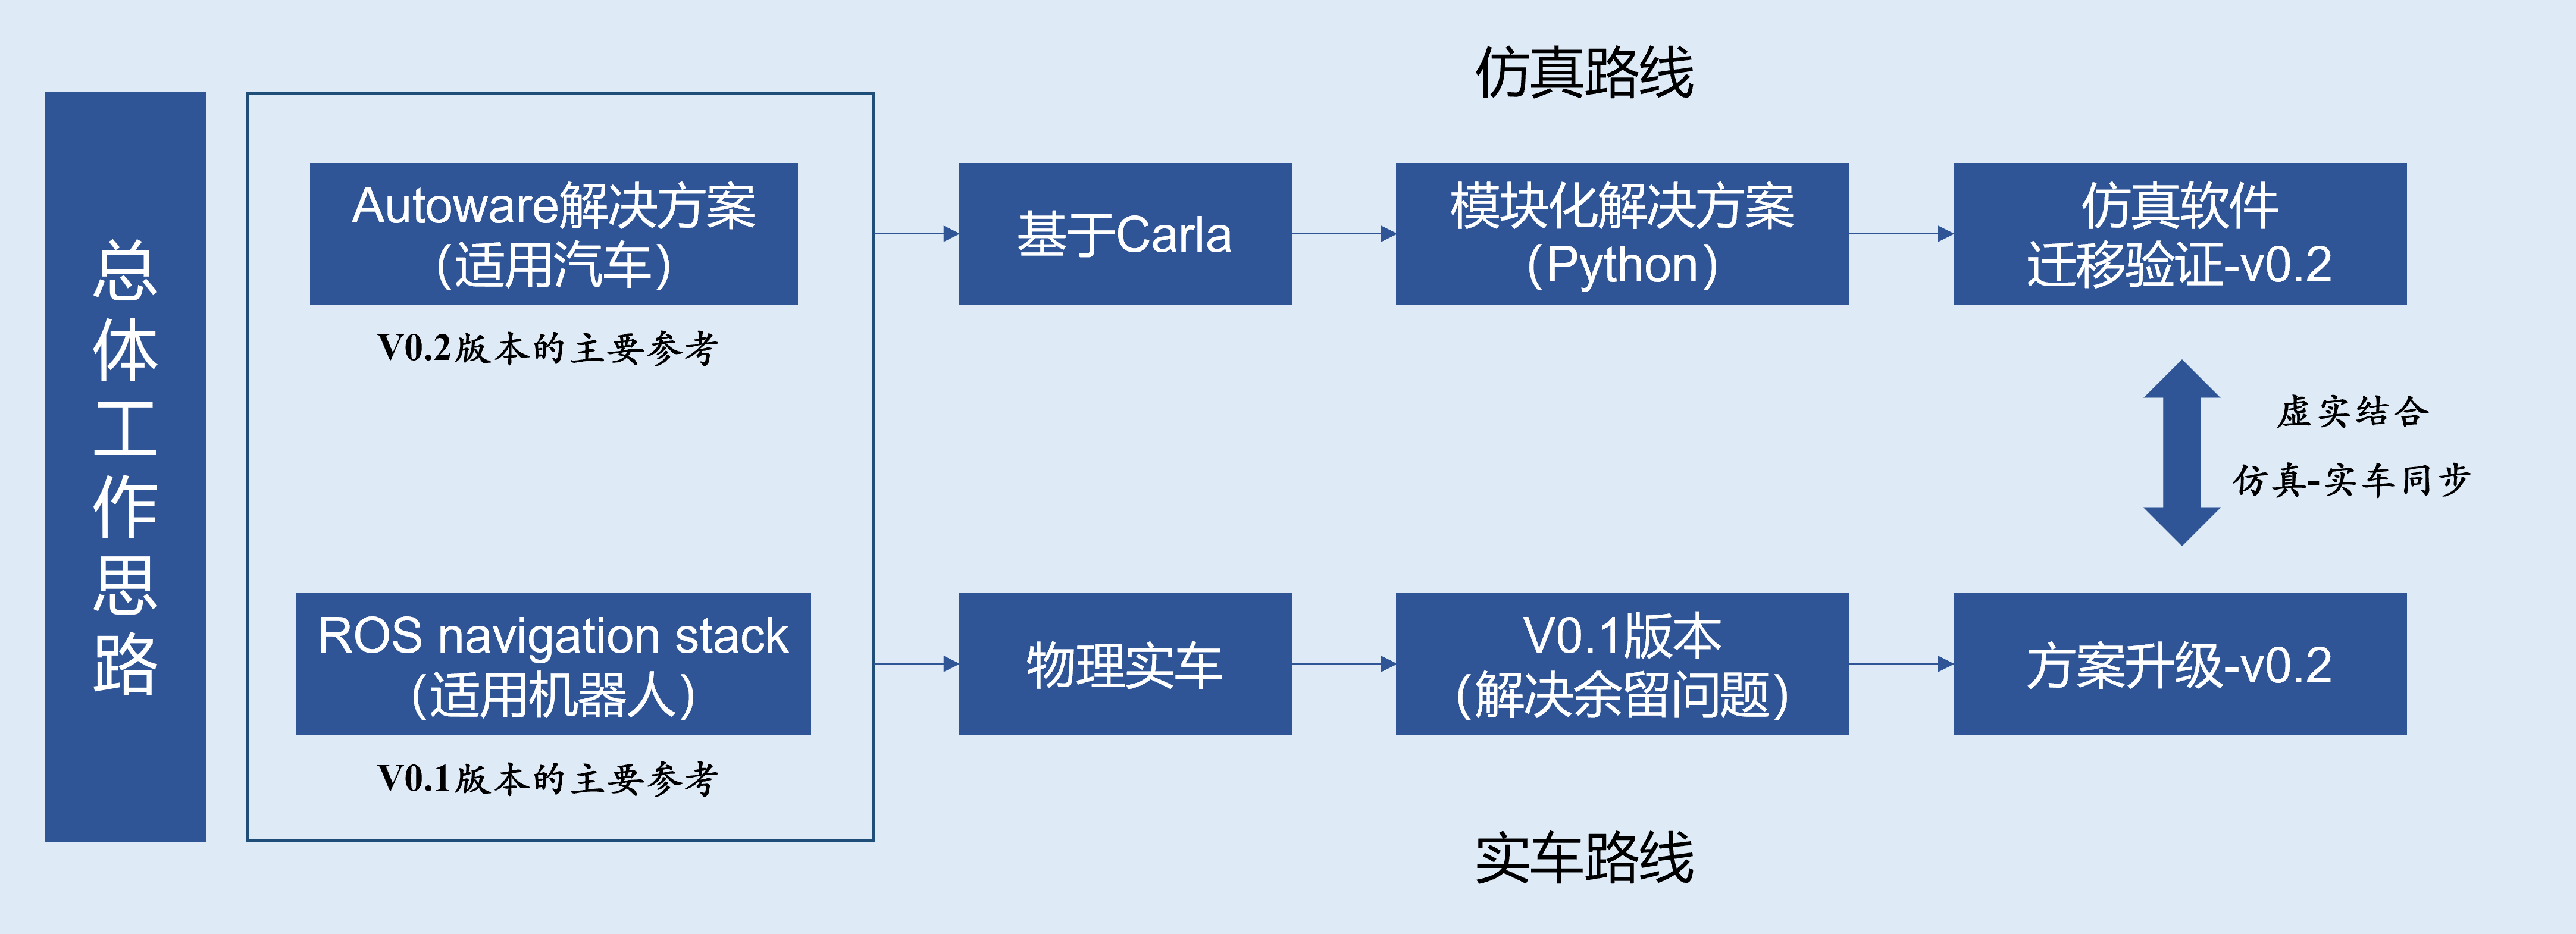 总体工作思路
仿真路线
Autoware解决方案
（适用汽车）
V0.2版本的主要参考
基于Carla
模块化解决方案
（Python）
仿真软件
迁移验证-v0.2
虚实结合
仿真-实车同步
ROS navigation stack
（适用机器人）
V0.1版本的主要参考
物理实车
V0.1版本
（解决余留问题）
方案升级-v0.2
实车路线